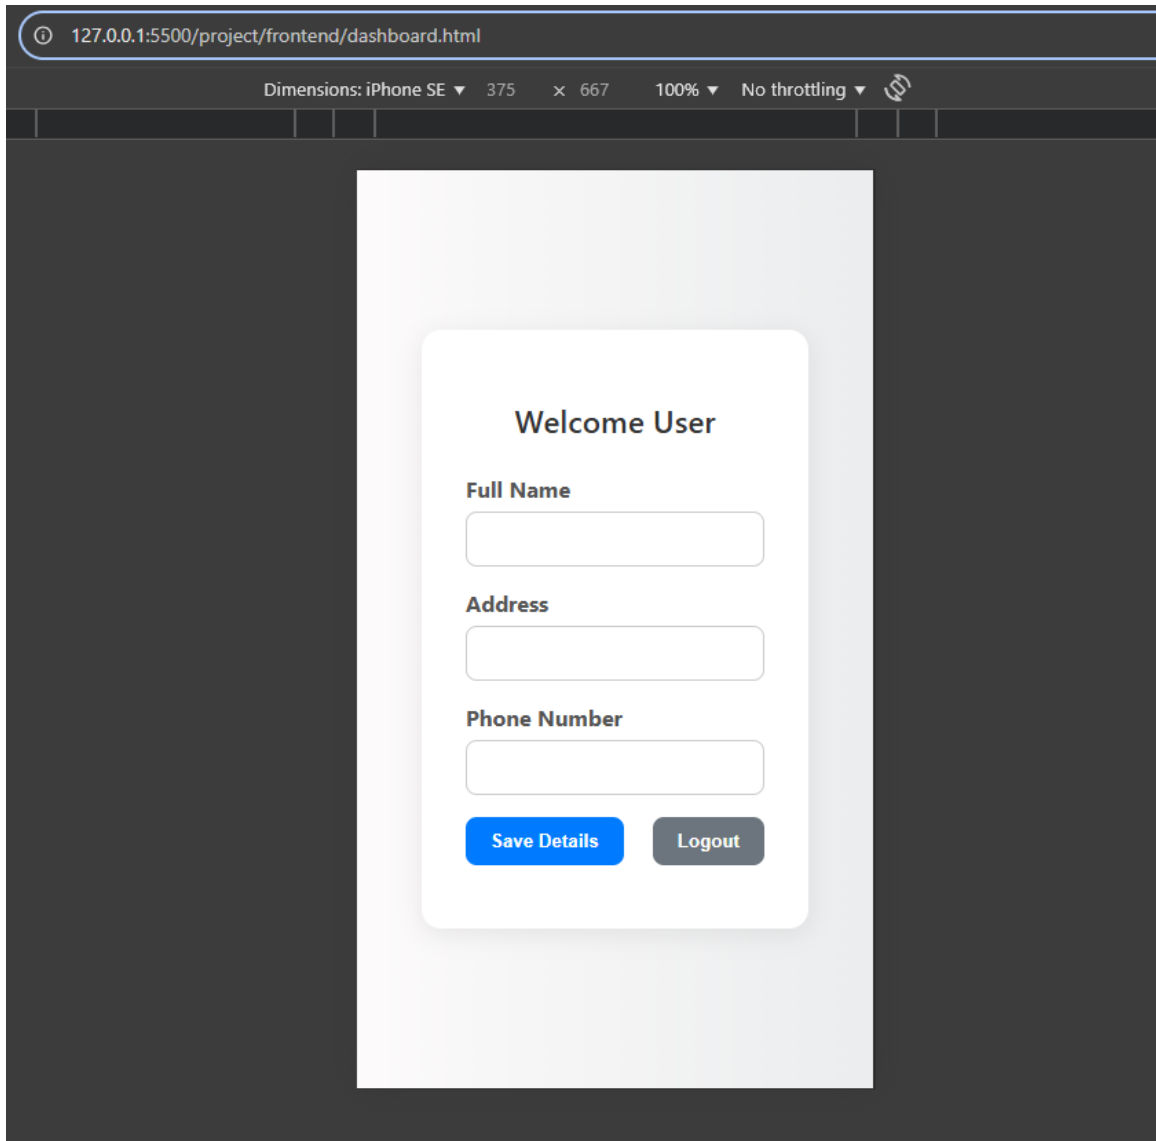 127.0.0.1:5500/project/frontend/dashboard.html
Dimensions: iPhone SE ▼ 375 × 667 100% ▼ No throttling ▼
Welcome User
Full Name
Address
Phone Number
Save Details Logout